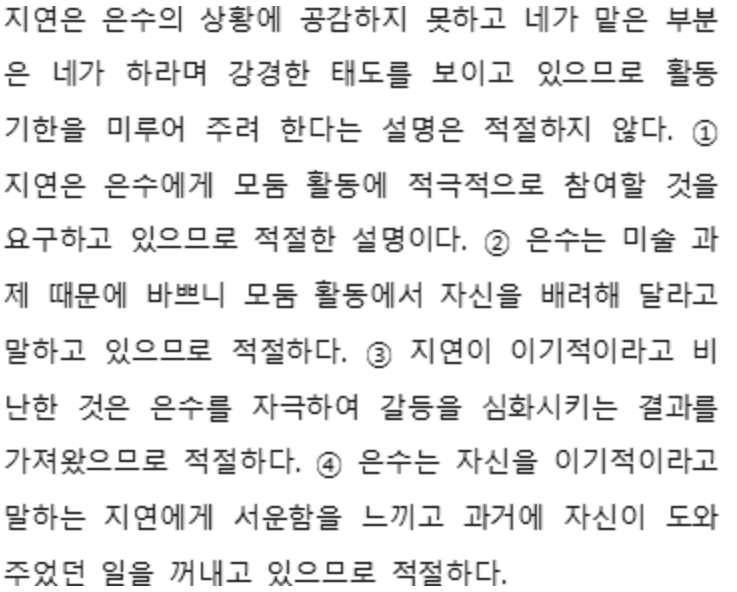 지연은 은수의 상황에 공감하지 못하고 네가 맡은 부분
은 네가 하라며 강경한 태도를 보이고 있으므로 활동
기한을 미루어 주려 한다는 설명은 적절하지 않다. ①
지연은 은수에게 모둠 활동에 적극적으로 참여할 것을
요구하고 있으므로 적절한 설명이다. ② 은수는 미술 과
제 때문에 바쁘니 모둠 활동에서 자신을 배려해 달라고
말하고 있으므로 적절하다. ③ 지연이 이기적이라고 비
난한 것은 은수를 자극하여 갈등을 심화시키는 결과를
가져왔으므로 적절하다. ④ 은수는 자신을 이기적이라고
말하는 지연에게 서운함을 느끼고 과거에 자신이 도와
주었던 일을 꺼내고 있으므로 적절하다.